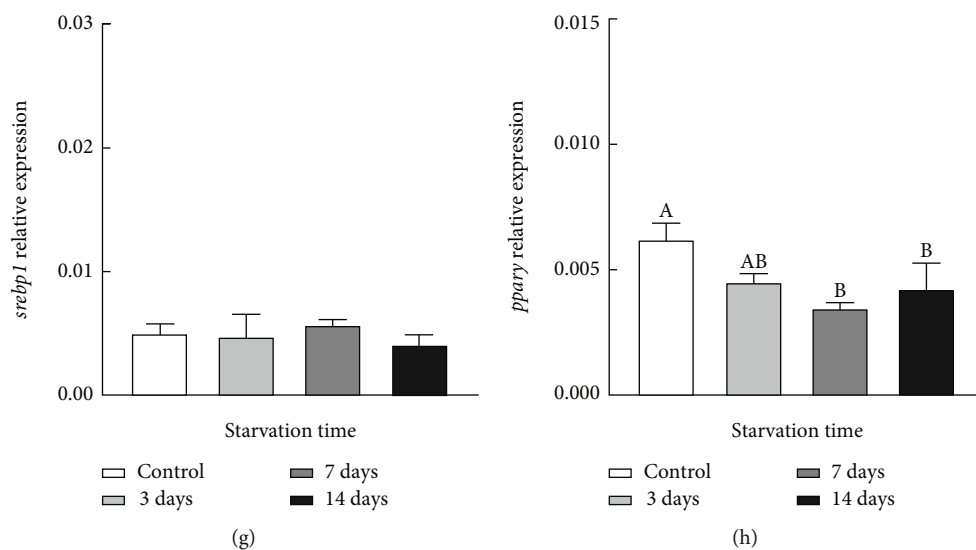 0.03
0.02
0.01
0.00
srebp1 relative expression
Starvation time
Control
3 days
7 days
14 days
(g)
0.015
0.010
0.005
0.000
pparγ relative expression
A
AB
B
B
Starvation time
Control
3 days
7 days
14 days
(h)